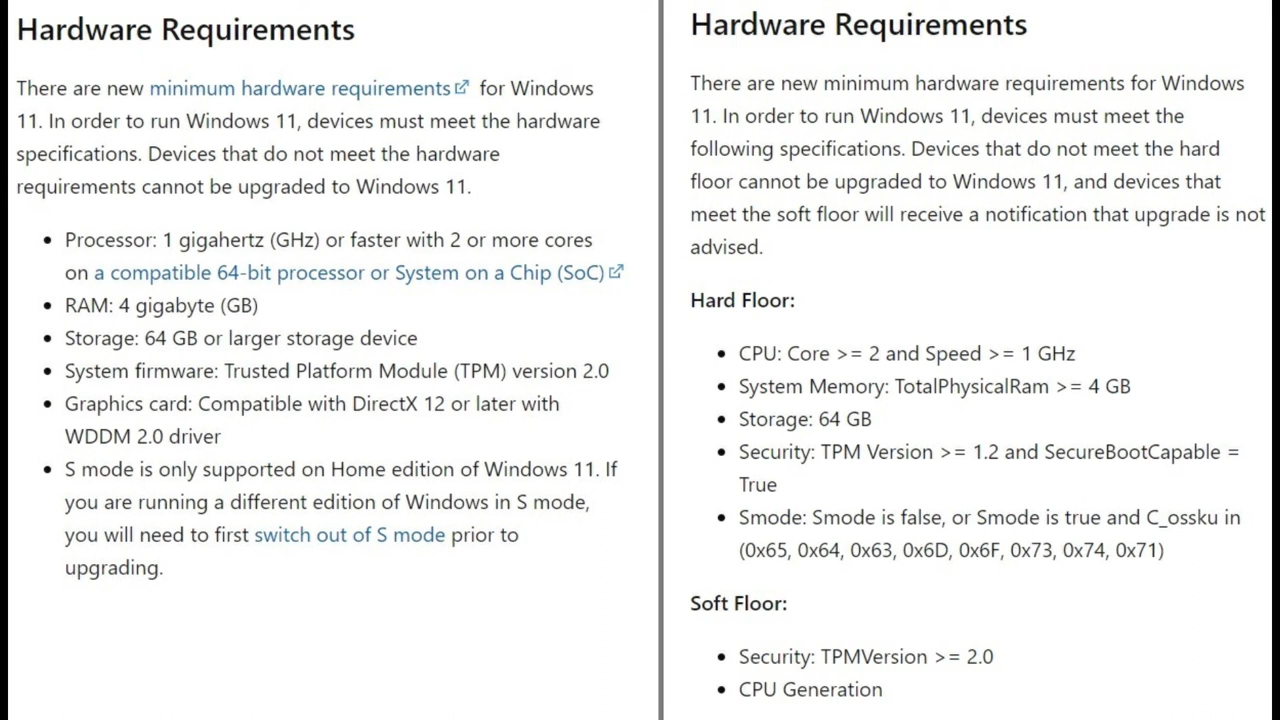 Hardware Requirements
There are new minimum hardware requirements for Windows
11. In order to run Windows 11, devices must meet the hardware
specifications. Devices that do not meet the hardware
requirements cannot be upgraded to Windows 11.
• Processor: 1 gigahertz (GHz) or faster with 2 or more cores
on a compatible 64-bit processor or System on a Chip (SoC)
• RAM: 4 gigabyte (GB)
• Storage: 64 GB or larger storage device
• System firmware: Trusted Platform Module (TPM) version 2.0
• Graphics card: Compatible with DirectX 12 or later with
WDDM 2.0 driver
• S mode is only supported on Home edition of Windows 11. If
you are running a different edition of Windows in S mode,
you will need to first switch out of S mode prior to
upgrading.
Hardware Requirements
There are new minimum hardware requirements for Windows
11. In order to run Windows 11, devices must meet the
following specifications. Devices that do not meet the hard
floor cannot be upgraded to Windows 11, and devices that
meet the soft floor will receive a notification that upgrade is not
advised.
Hard Floor:
• CPU: Core >= 2 and Speed >= 1 GHz
• System Memory: TotalPhysicalRam >= 4 GB
• Storage: 64 GB
• Security: TPM Version >= 1.2 and SecureBootCapable =
True
• Smode: Smode is false, or Smode is true and C_ossku in
(0x65, 0x64, 0x63, 0x6D, 0x6F, 0x73, 0x74, 0x71)
Soft Floor:
• Security: TPMVersion >= 2.0
• CPU Generation